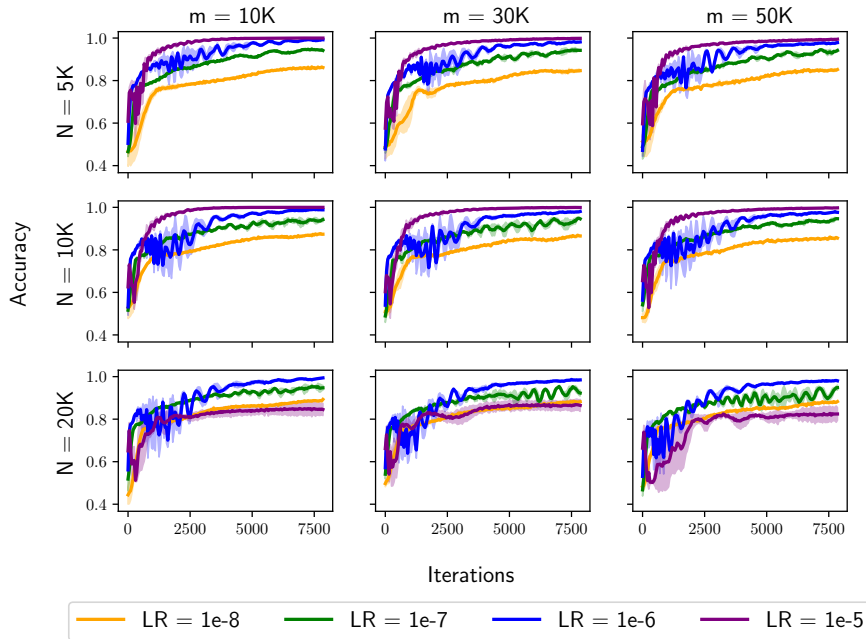 m = 10K m = 30K m = 50K
N = 5K
1.0
0.8
0.6
0.4
N = 10K
1.0
0.8
0.6
0.4
N = 20K
1.0
0.8
0.6
0.4
Accuracy
0 2500 5000 7500 0 2500 5000 7500 0 2500 5000 7500
Iterations
LR = 1e-8 LR = 1e-7 LR = 1e-6 LR = 1e-5